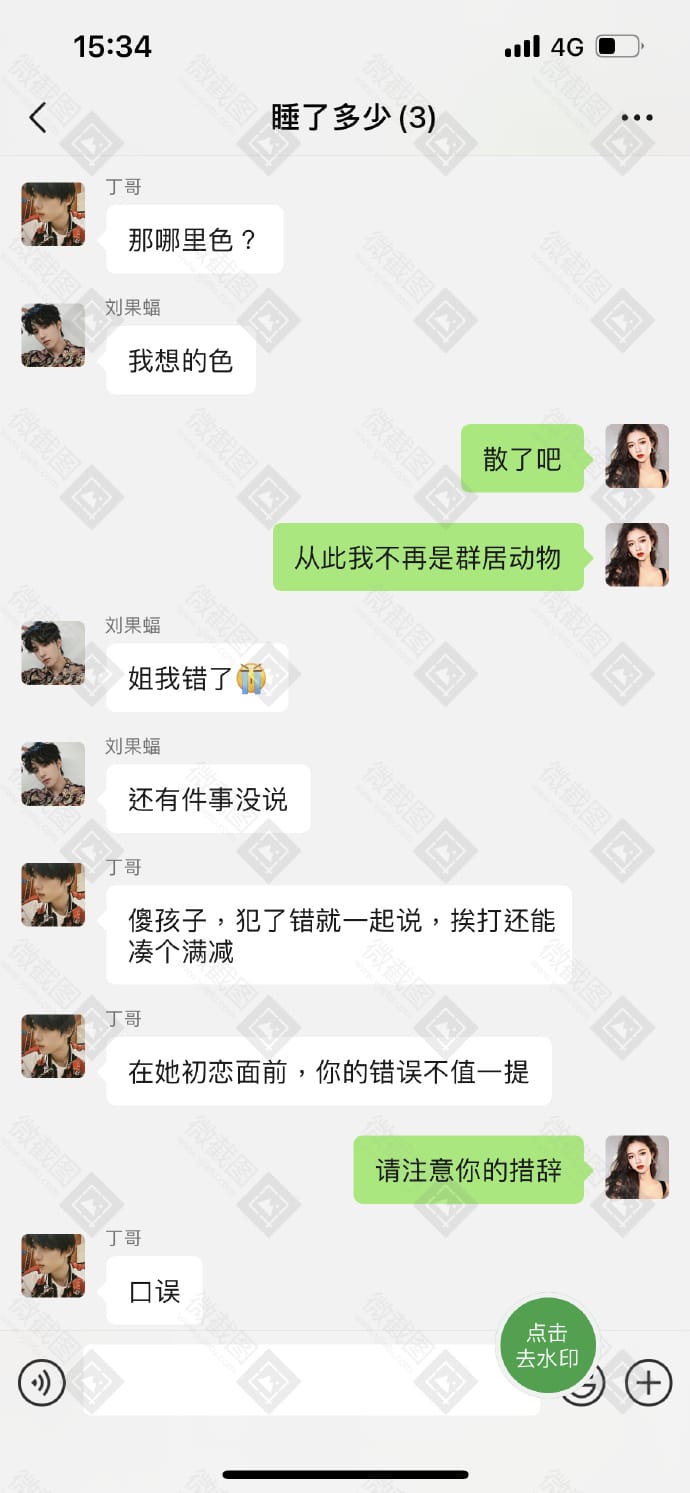 15:34
4G
睡了多少(3)
丁哥
那哪里色？
刘果蝠
我想的色
散了吧
从此我不再是群居动物
刘果蝠
姐我错了😭
刘果蝠
还有件事没说
丁哥
傻孩子，犯了错就一起说，挨打还能
凑个满减
丁哥
在她初恋面前，你的错误不值一提
请注意你的措辞
丁哥
口误
点击
去水印
微截图